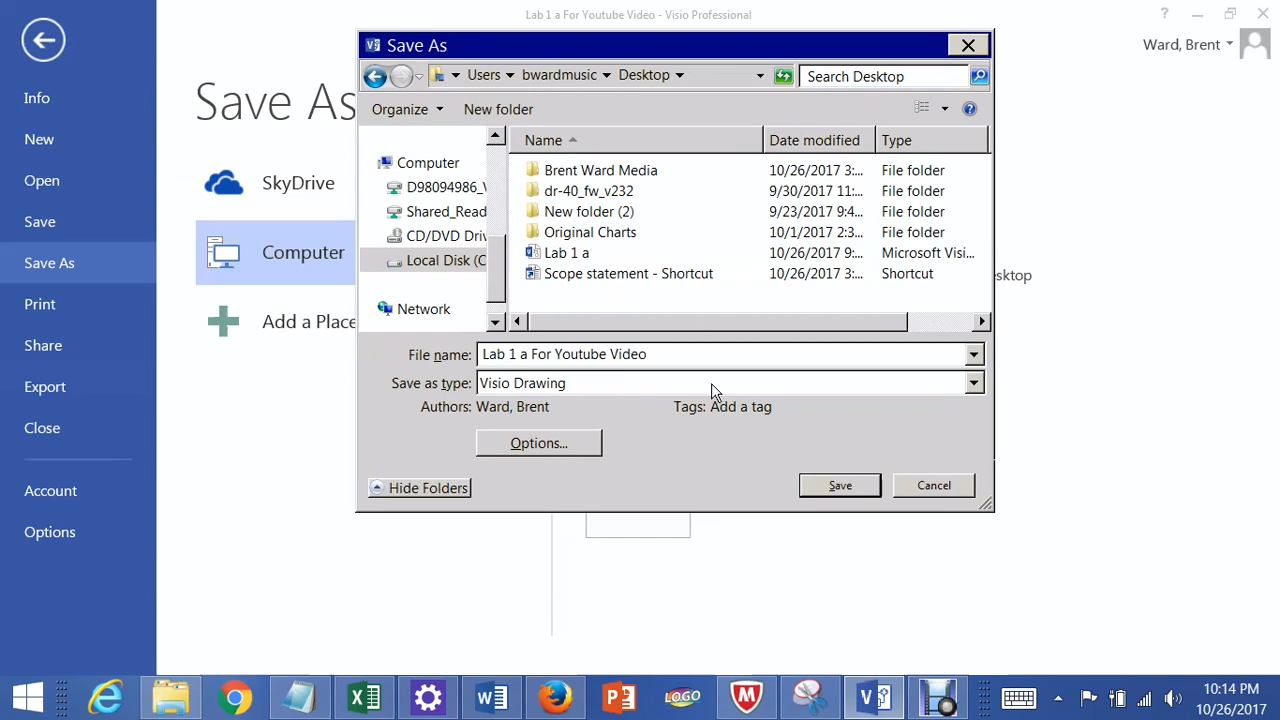 Lab 1 a For Youtube Video - Visio Professional
?
Ward, Brent
Info
New
Open
Save
Save As
Print
Share
Export
Close
Account
Options
Save As
SkyDrive
Computer
Add a Place
Save As
Users
bwardmusic
Desktop
Search Desktop
Organize
New folder
Computer
D98094986_
Shared_Read
CD/DVD Driv
Local Disk (C
Network
Name
Date modified
Type
Brent Ward Media 10/26/2017 3:... File folder
dr-40_fw_v232 9/30/2017 11:... File folder
New folder (2) 9/23/2017 9:4... File folder
Original Charts 10/1/2017 2:3... File folder
Lab 1 a 10/26/2017 9:... Microsoft Visi...
Scope statement - Shortcut 10/26/2017 3:... Shortcut
sktop
File name: Lab 1 a For Youtube Video
Save as type: Visio Drawing
Authors: Ward, Brent Tags: Add a tag
Options...
Hide Folders
Save
Cancel
LOGO
10:14 PM
10/26/2017